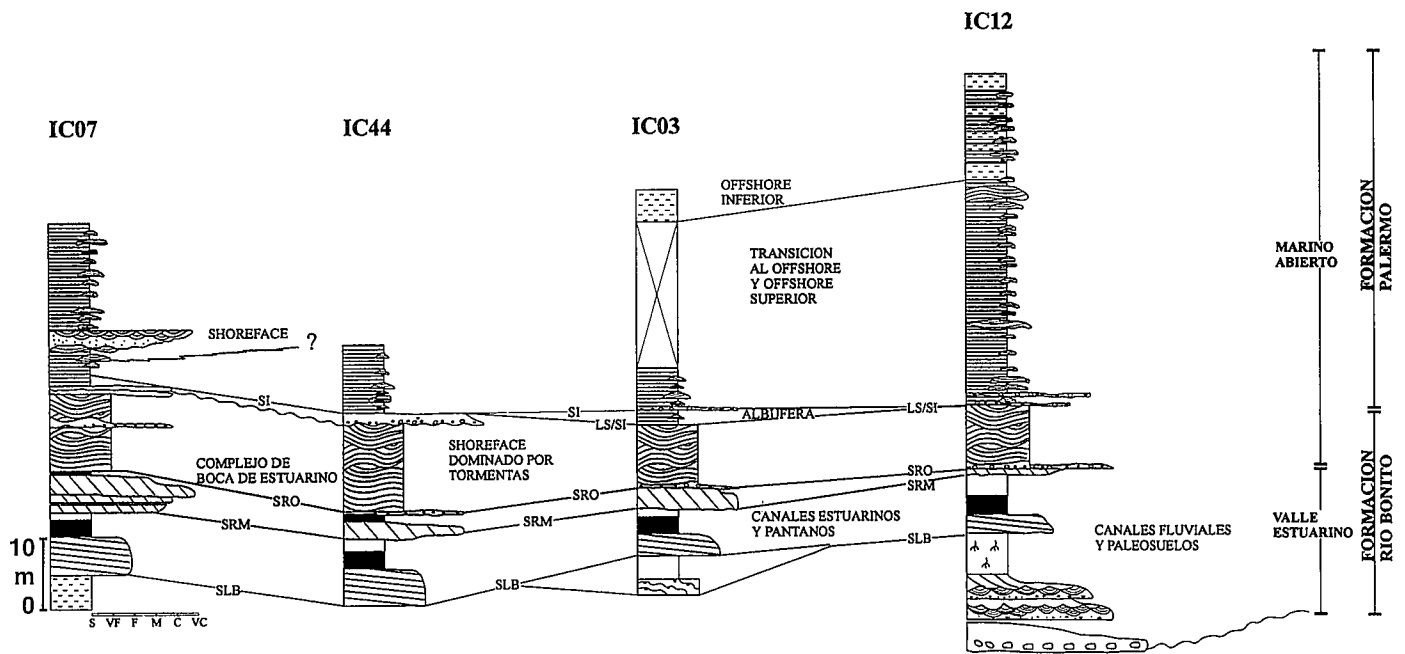 IC12
IC07
IC44
IC03
OFFSHORE
INFERIOR
TRANSICION
AL OFFSHORE
Y OFFSHORE
SUPERIOR
MARINO
ABIERTO
FORMACION
PALERMO
SHOREFACE
?
SI
SI
LS/SI
ALBUFERA
LS/SI
SHOREFACE
DOMINADO POR
TORMENTAS
COMPLEJO DE
BOCA DE ESTUARINO
SRO
SRO
SRO
SRM
SRM
SRM
CANALES ESTUARINOS
Y PANTANOS
SLB
SLB
SLB
CANALES FLUVIALES
Y PALEOSUELOS
VALLE
ESTUARINO
FORMACION
RIO BONITO
10
m
0
S VF F M C VC